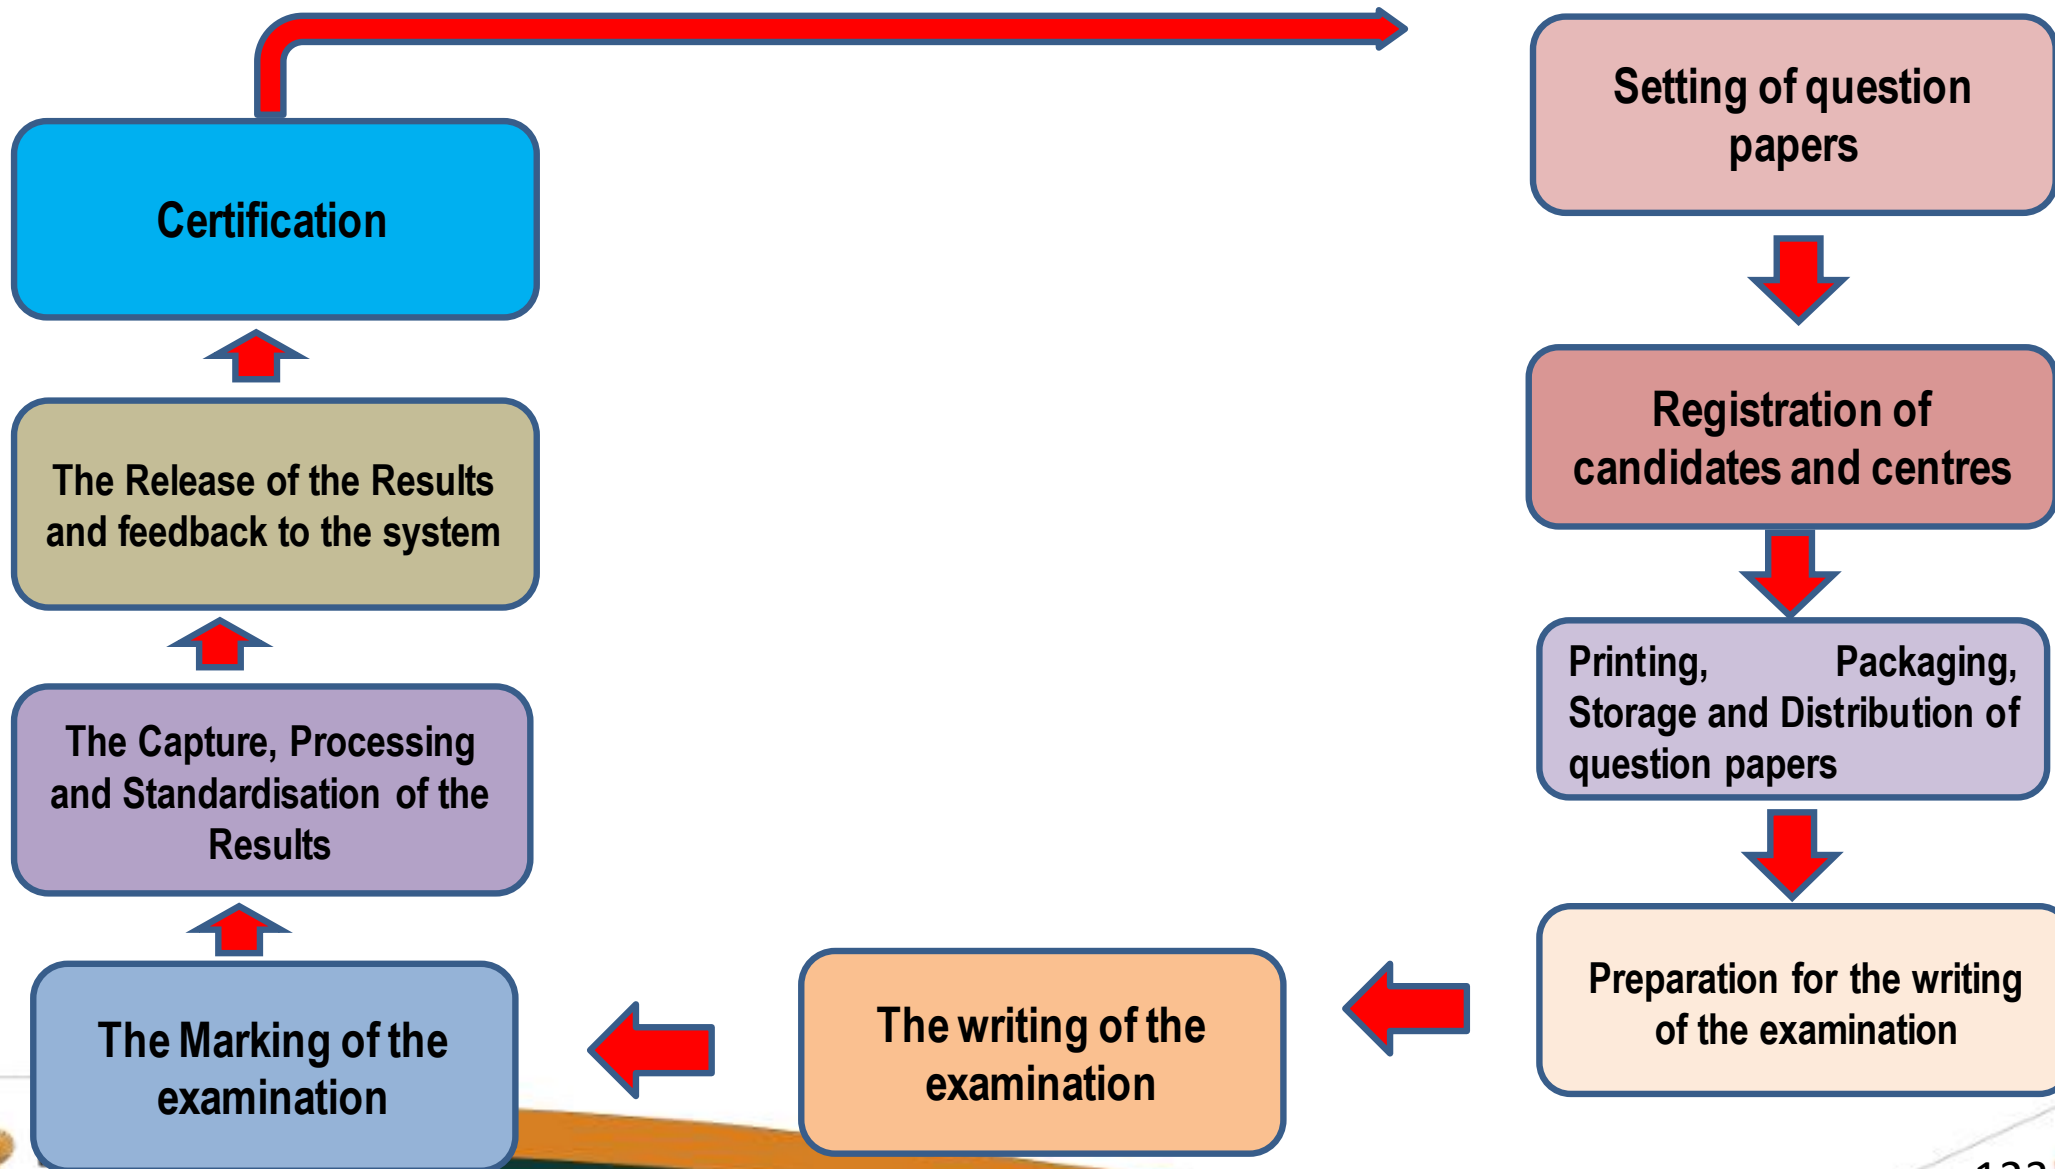 Setting of question
papers
Registration of
candidates and centres
Printing, Packaging,
Storage and Distribution of
question papers
Preparation for the writing
of the examination
The writing of the
examination
The Marking of the
examination
The Capture, Processing
and Standardisation of the
Results
The Release of the Results
and feedback to the system
Certification